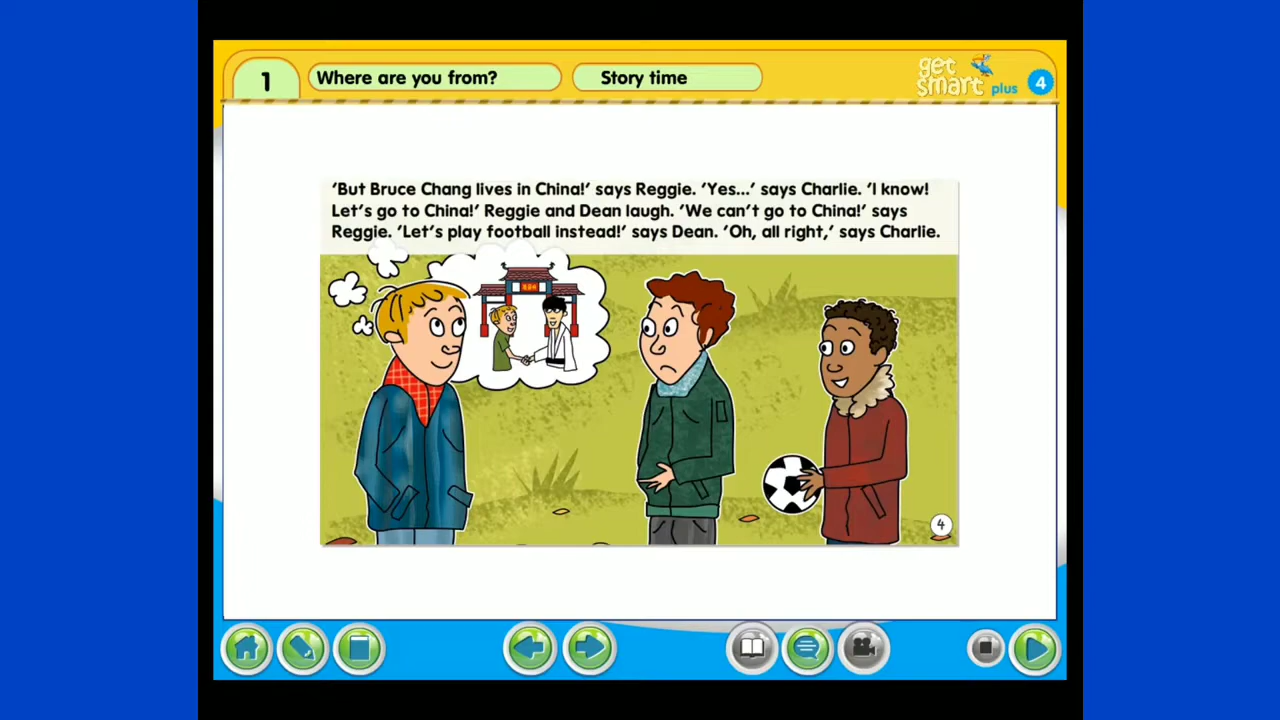 1
Where are you from?
Story time
get
smart plus 4
‘But Bruce Chang lives in China!’ says Reggie. ‘Yes...’ says Charlie. ‘I know!
Let’s go to China!’ Reggie and Dean laugh. ‘We can’t go to China!’ says
Reggie. ‘Let’s play football instead!’ says Dean. ‘Oh, all right,’ says Charlie.
4